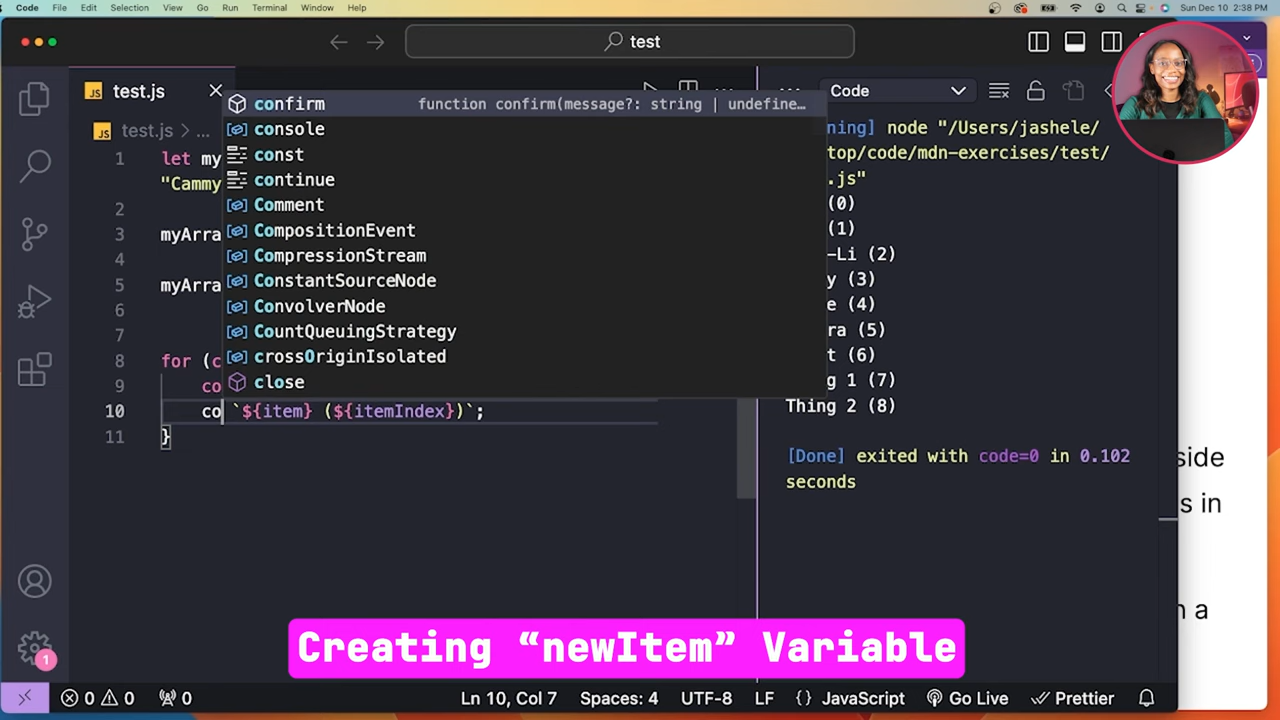 Code File Edit Selection View Go Run Terminal Window Help Sun Dec 10 2:38 PM
test
JS test.js Code
JS test.js > ...
confirm function confirm(message?: string | undefine…
console
const
continue
Comment
CompositionEvent
CompressionStream
ConstantSourceNode
ConvolverNode
CountQueuingStrategy
crossOriginIsolated
close
1 let my
"Cammy
2
3 myArra
4
5 myArra
6
7
8 for (c
9 co
10 co `${item} (${itemIndex})`;
11 }
ning] node "/Users/jashele/
top/code/mdn-exercises/test/
.js"
(0)
(1)
-Li (2)
y (3)
e (4)
ra (5)
t (6)
g 1 (7)
Thing 2 (8)
[Done] exited with code=0 in 0.102
seconds
side
s in
a
1
Creating “newItem” Variable
0 0 0 Ln 10, Col 7 Spaces: 4 UTF-8 LF {} JavaScript Go Live Prettier